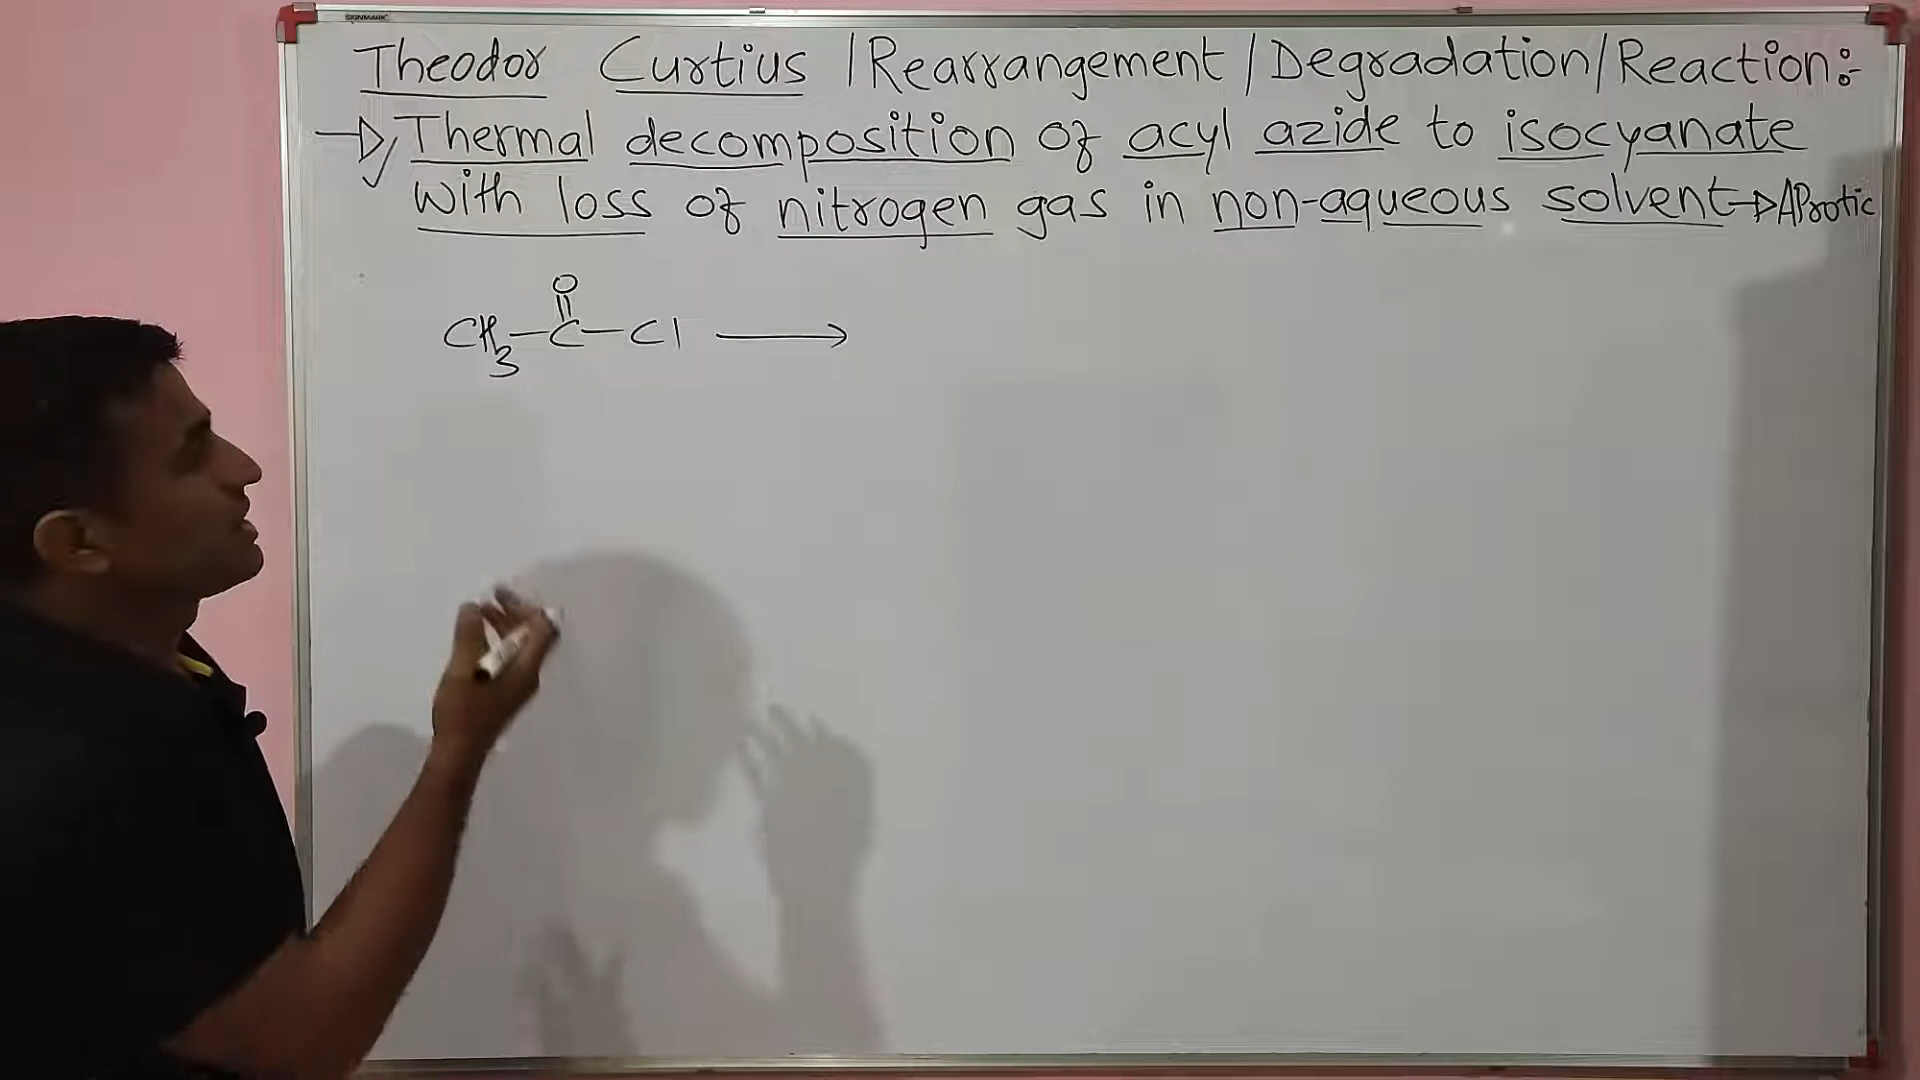 SIGNMARK
Theodor Curtius / Rearrangement / Degradation / Reaction :-
Thermal decomposition of acyl azide to isocyanate
with loss of nitrogen gas in non-aqueous solvent → AProtic
O
CH3 — C — Cl →